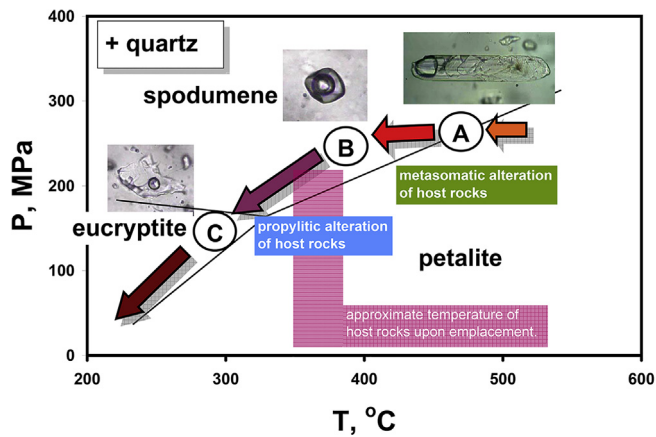 400
+ quartz
spodumene
300
A
B
metasomatic alteration
of host rocks
P, MPa
200
eucryptite
C
propylitic alteration
of host rocks
petalite
100
approximate temperature of
host rocks upon emplacement.
0
200
300
400
500
600
T, °C